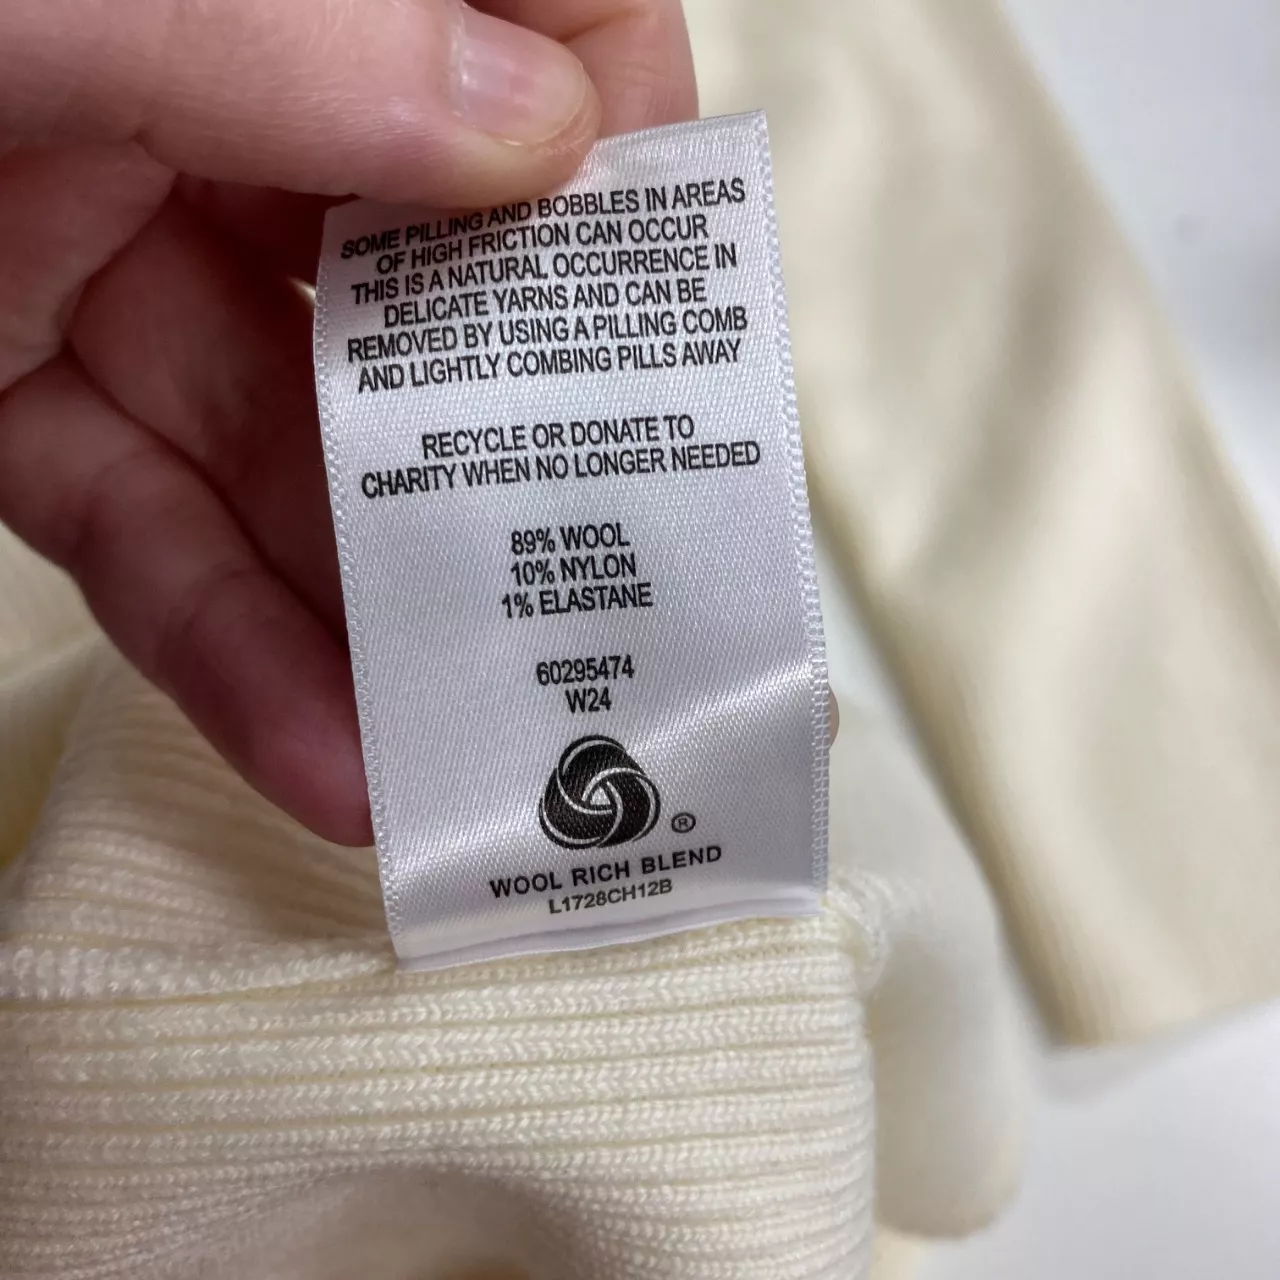 SOME PILLING AND BOBBLES IN AREAS
OF HIGH FRICTION CAN OCCUR
THIS IS A NATURAL OCCURRENCE IN
DELICATE YARNS AND CAN BE
REMOVED BY USING A PILLING COMB
AND LIGHTLY COMBING PILLS AWAY
RECYCLE OR DONATE TO
CHARITY WHEN NO LONGER NEEDED
89% WOOL
10% NYLON
1% ELASTANE
60295474
W24
®
WOOL RICH BLEND
L1728CH12B